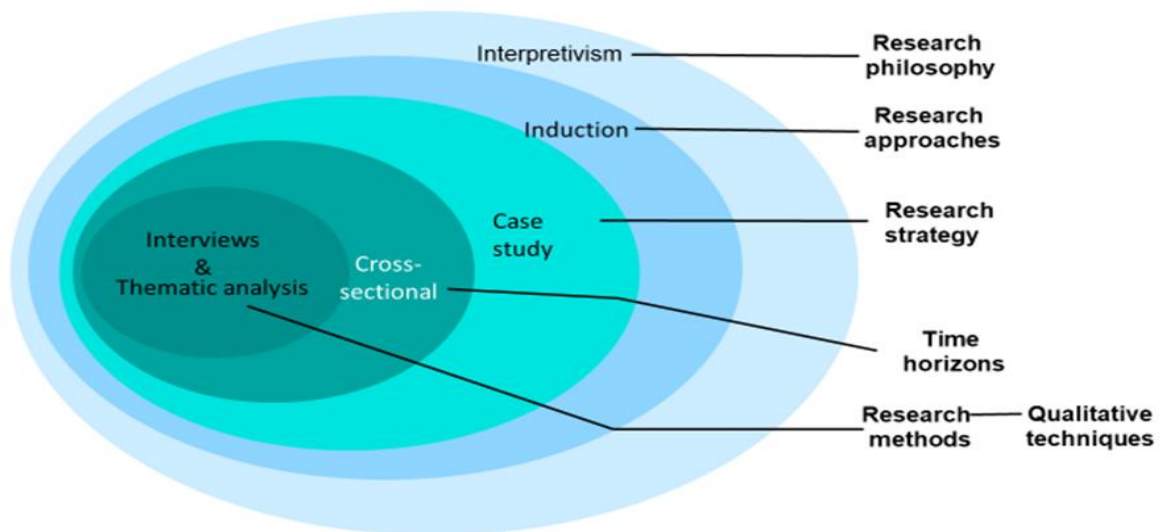 Interpretivism
Research
philosophy
Induction
Research
approaches
Case
study
Research
strategy
Interviews
&
Thematic analysis
Cross-
sectional
Time
horizons
Research
methods
Qualitative
techniques